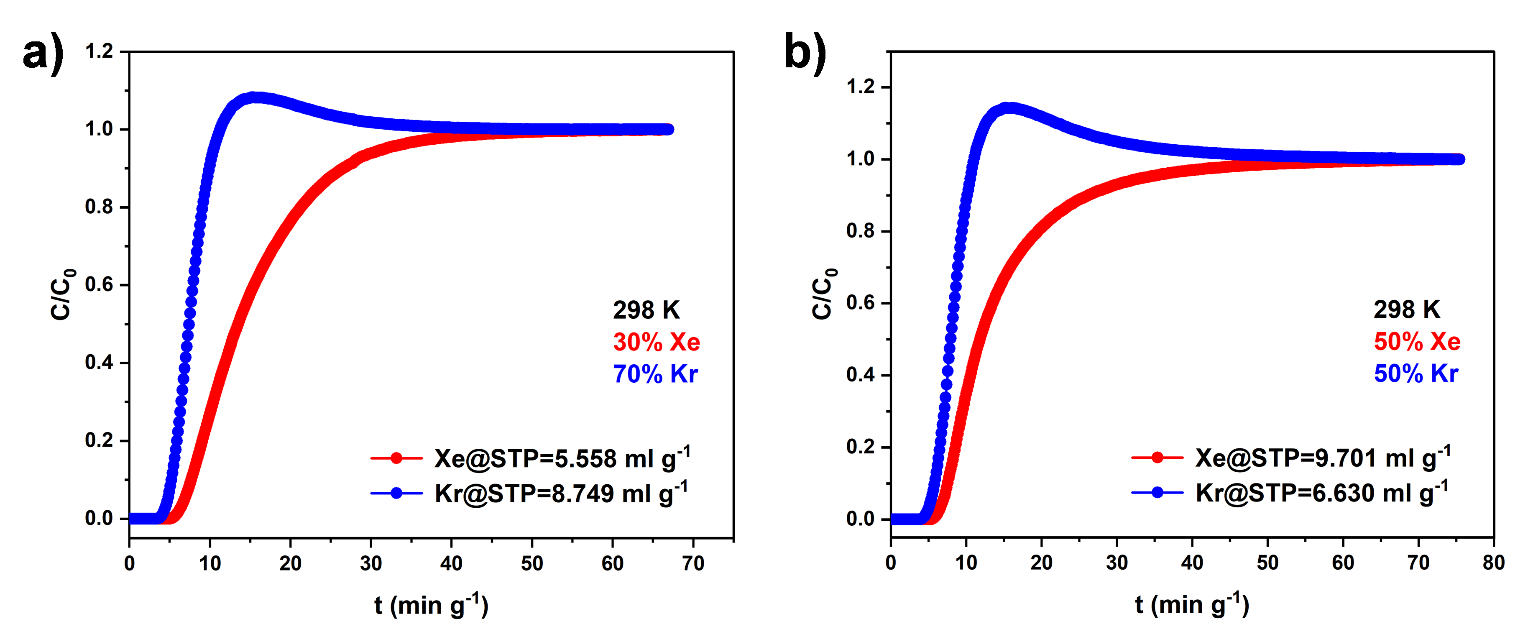 a)
1.2
1.0
0.8
0.6
0.4
0.2
0.0
C/C₀
298 K
30% Xe
70% Kr
Xe@STP=5.558 ml g⁻¹
Kr@STP=8.749 ml g⁻¹
0 10 20 30 40 50 60 70
t (min g⁻¹)
b)
1.2
1.0
0.8
0.6
0.4
0.2
0.0
C/C₀
298 K
50% Xe
50% Kr
Xe@STP=9.701 ml g⁻¹
Kr@STP=6.630 ml g⁻¹
0 10 20 30 40 50 60 70 80
t (min g⁻¹)